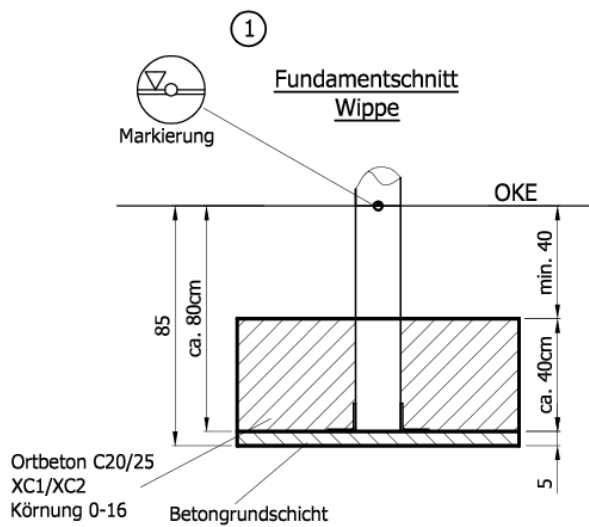 1
Fundamentschnitt
Wippe
Markierung
OKE
85
ca. 80cm
min. 40
ca. 40cm
5
Ortbeton C20/25
XC1/XC2
Körnung 0-16
Betongrundschicht